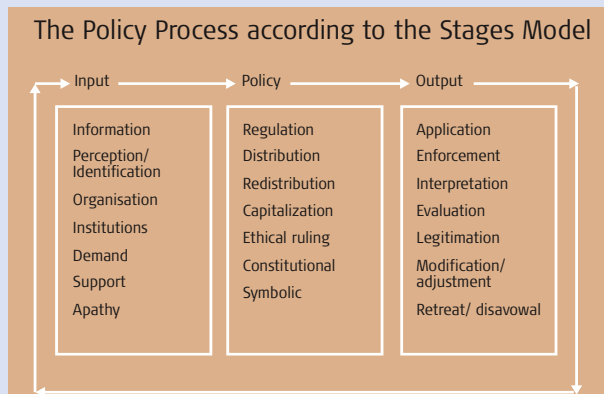 The Policy Process according to the Stages Model
Input
Policy
Output
Information
Perception/
Identification
Organisation
Institutions
Demand
Support
Apathy
Regulation
Distribution
Redistribution
Capitalization
Ethical ruling
Constitutional
Symbolic
Application
Enforcement
Interpretation
Evaluation
Legitimation
Modification/
adjustment
Retreat/ disavowal